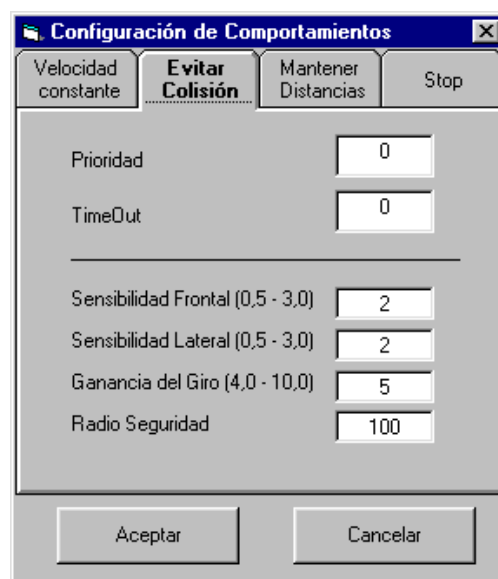 Configuración de Comportamientos
Velocidad constante
Evitar Colisión
Mantener Distancias
Stop
Prioridad 0
TimeOut 0
Sensibilidad Frontal (0,5 - 3,0) 2
Sensibilidad Lateral (0,5 - 3,0) 2
Ganancia del Giro (4,0 - 10,0) 5
Radio Seguridad 100
Aceptar Cancelar